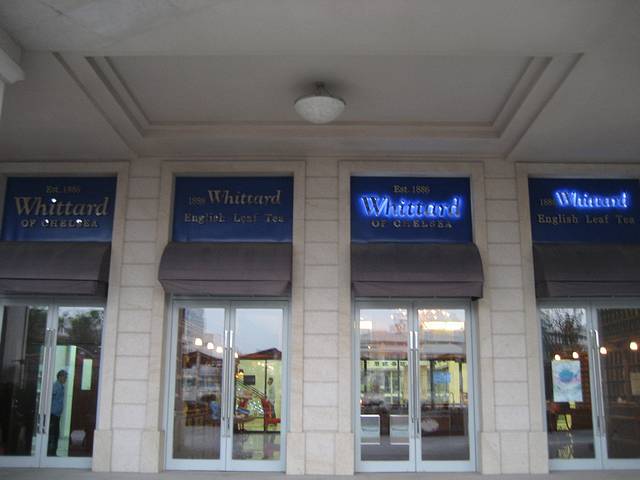 Est. 1886
Whittard
OF CHELSEA
1886 Whittard
English Leaf Tea
Est. 1886
Whittard
OF CHELSEA
1886 Whittard
English Leaf Tea